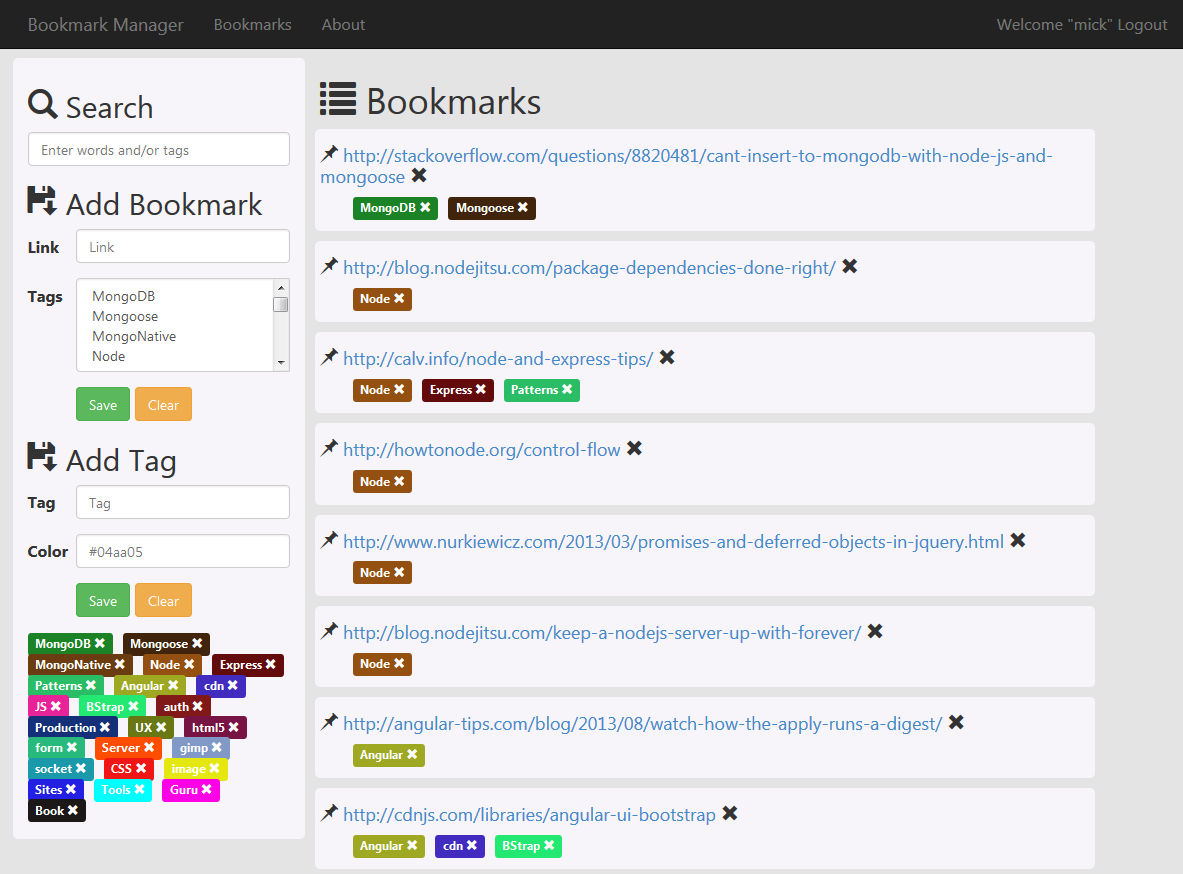 Bookmark Manager Bookmarks About Welcome "mick" Logout
Search
Enter words and/or tags
Add Bookmark
Link Link
Tags MongoDB
Mongoose
MongoNative
Node
Save Clear
Add Tag
Tag Tag
Color #04aa05
Save Clear
MongoDB Mongoose
MongoNative Node Express
Patterns Angular cdn
JS BStrap auth
Production UX html5
form Server gimp
socket CSS image
Sites Tools Guru
Book
Bookmarks
http://stackoverflow.com/questions/8820481/cant-insert-to-mongodb-with-node-js-and-
mongoose
MongoDB Mongoose
http://blog.nodejitsu.com/package-dependencies-done-right/
Node
http://calv.info/node-and-express-tips/
Node Express Patterns
http://howtonode.org/control-flow
Node
http://www.nurkiewicz.com/2013/03/promises-and-deferred-objects-in-jquery.html
Node
http://blog.nodejitsu.com/keep-a-nodejs-server-up-with-forever/
Node
http://angular-tips.com/blog/2013/08/watch-how-the-apply-runs-a-digest/
Angular
http://cdnjs.com/libraries/angular-ui-bootstrap
Angular cdn BStrap